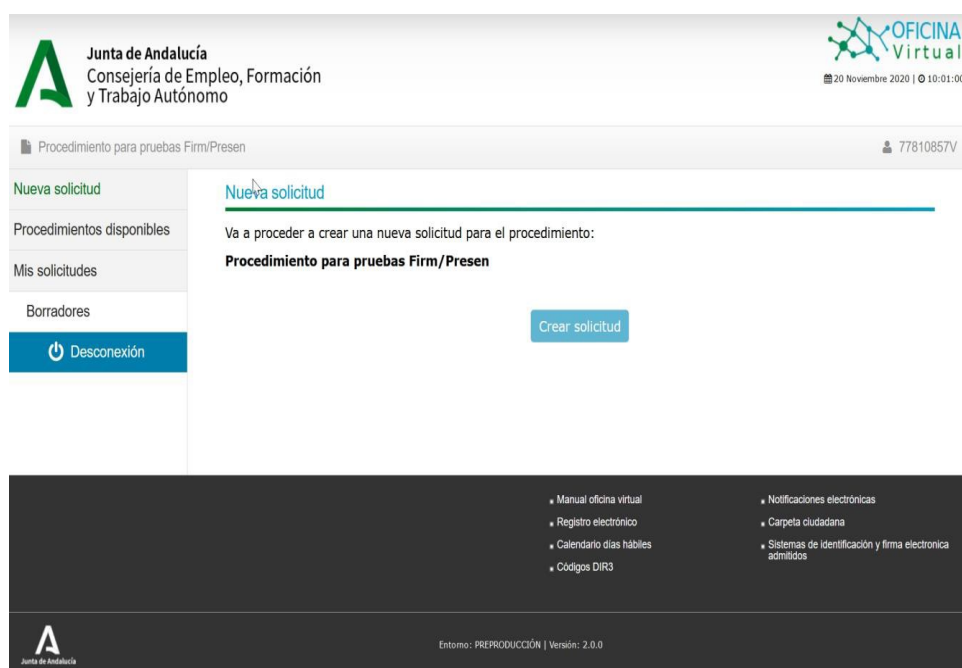 Junta de Andalucía
Consejería de Empleo, Formación
y Trabajo Autónomo
OFICINA
Virtual
20 Noviembre 2020 | 10:01:00
Procedimiento para pruebas Firm/Presen
77810857V
Nueva solicitud
Procedimientos disponibles
Mis solicitudes
Borradores
Desconexión
Nueva solicitud
Va a proceder a crear una nueva solicitud para el procedimiento:
Procedimiento para pruebas Firm/Presen
Crear solicitud
Manual oficina virtual
Registro electrónico
Calendario días hábiles
Códigos DIR3
Notificaciones electrónicas
Carpeta ciudadana
Sistemas de identificación y firma electronica
admitidos
Junta de Andalucía
Entorno: PREPRODUCCIÓN | Versión: 2.0.0